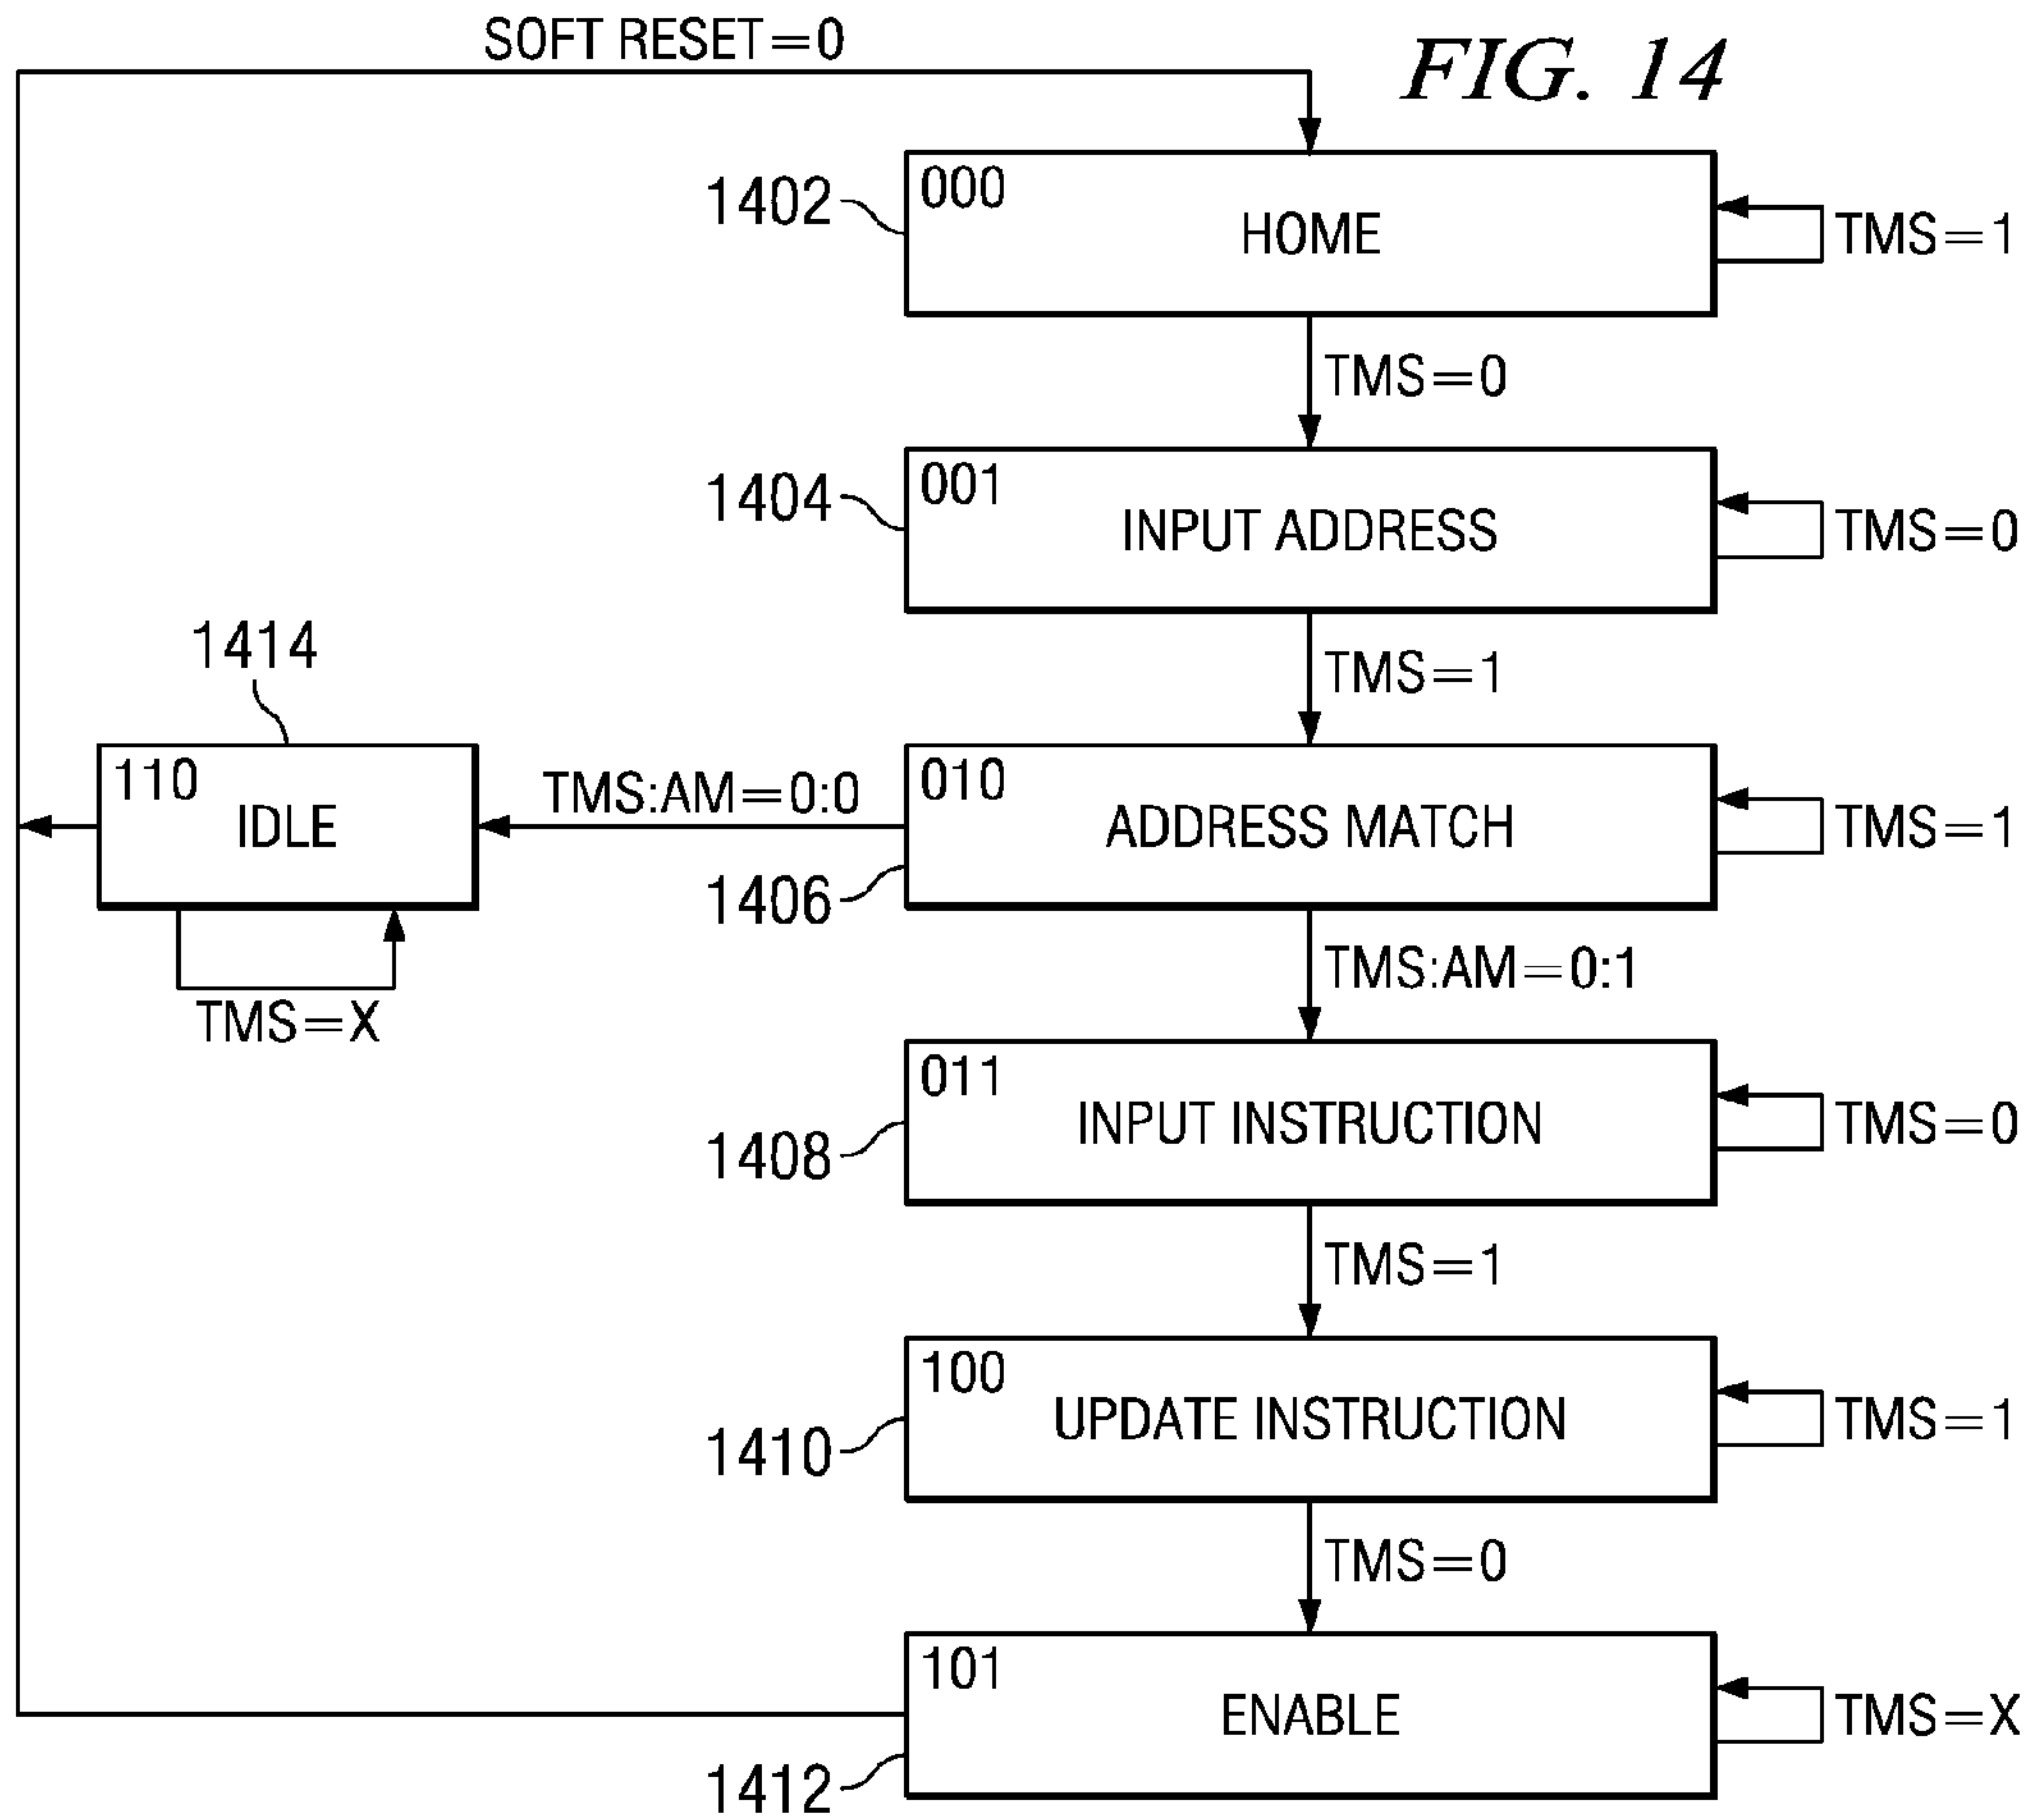 SOFT RESET=0
FIG. 14
1402
000
HOME
TMS=1
TMS=0
1404
001
INPUT ADDRESS
TMS=0
TMS=1
1414
110
IDLE
TMS=X
TMS:AM=0:0
010
ADDRESS MATCH
1406
TMS=1
TMS:AM=0:1
011
INPUT INSTRUCTION
1408
TMS=0
TMS=1
100
UPDATE INSTRUCTION
1410
TMS=1
TMS=0
101
ENABLE
1412
TMS=X